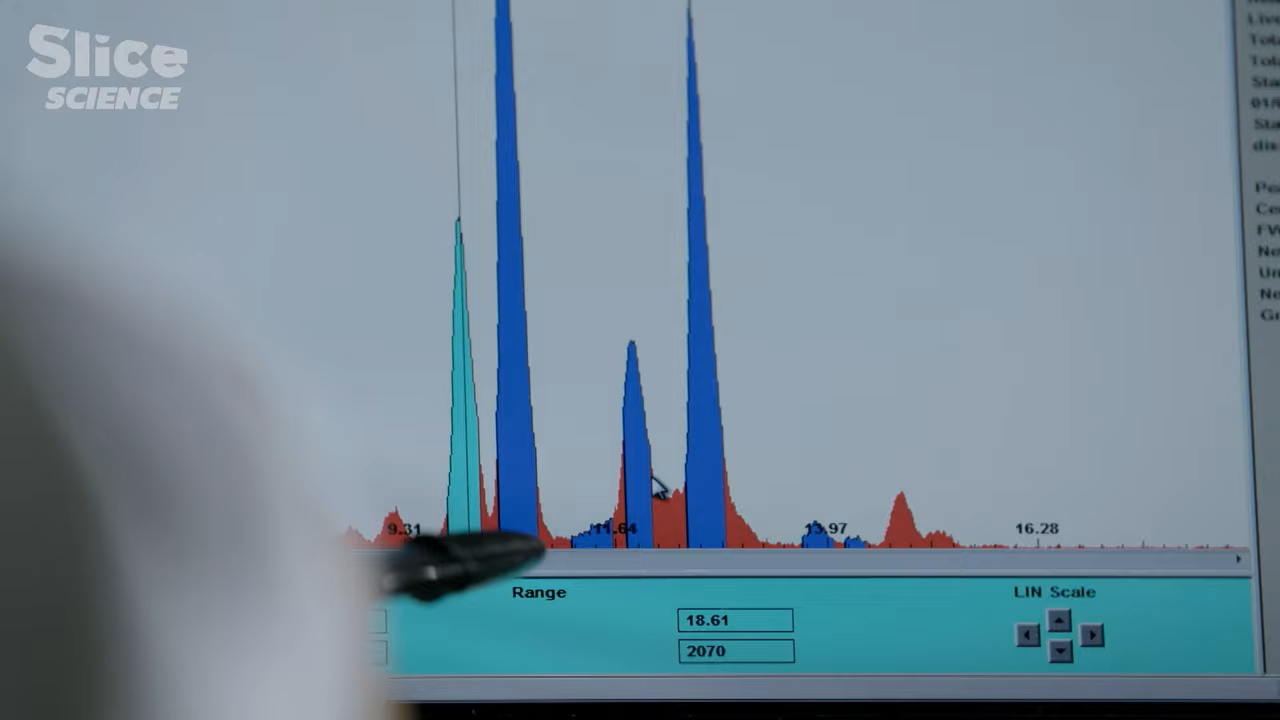 Slice
SCIENCE
9.31
11.64
13.97
16.28
Range
LIN Scale
18.61
2070